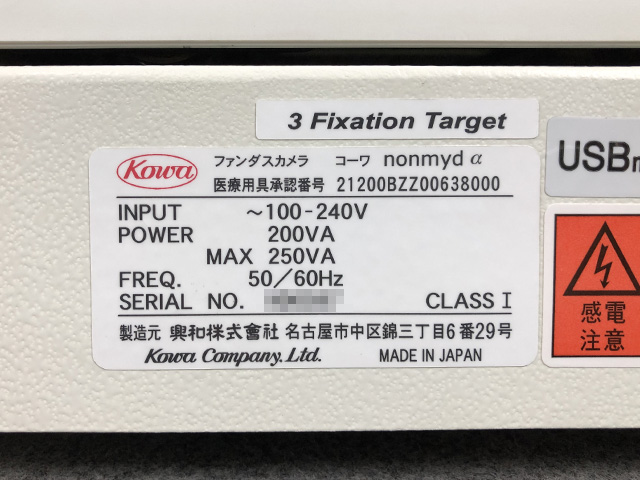 3 Fixation Target
Kowa ファンダスカメラ コーワ nonmyd α
医療用具承認番号 21200BZZ00638000
INPUT ～100-240V
POWER 200VA
MAX 250VA
FREQ. 50／60Hz
SERIAL NO. CLASS I
製造元 興和株式會社 名古屋市中区錦三丁目6番29号
Kowa Company.Ltd. MADE IN JAPAN
USB
感電
注意